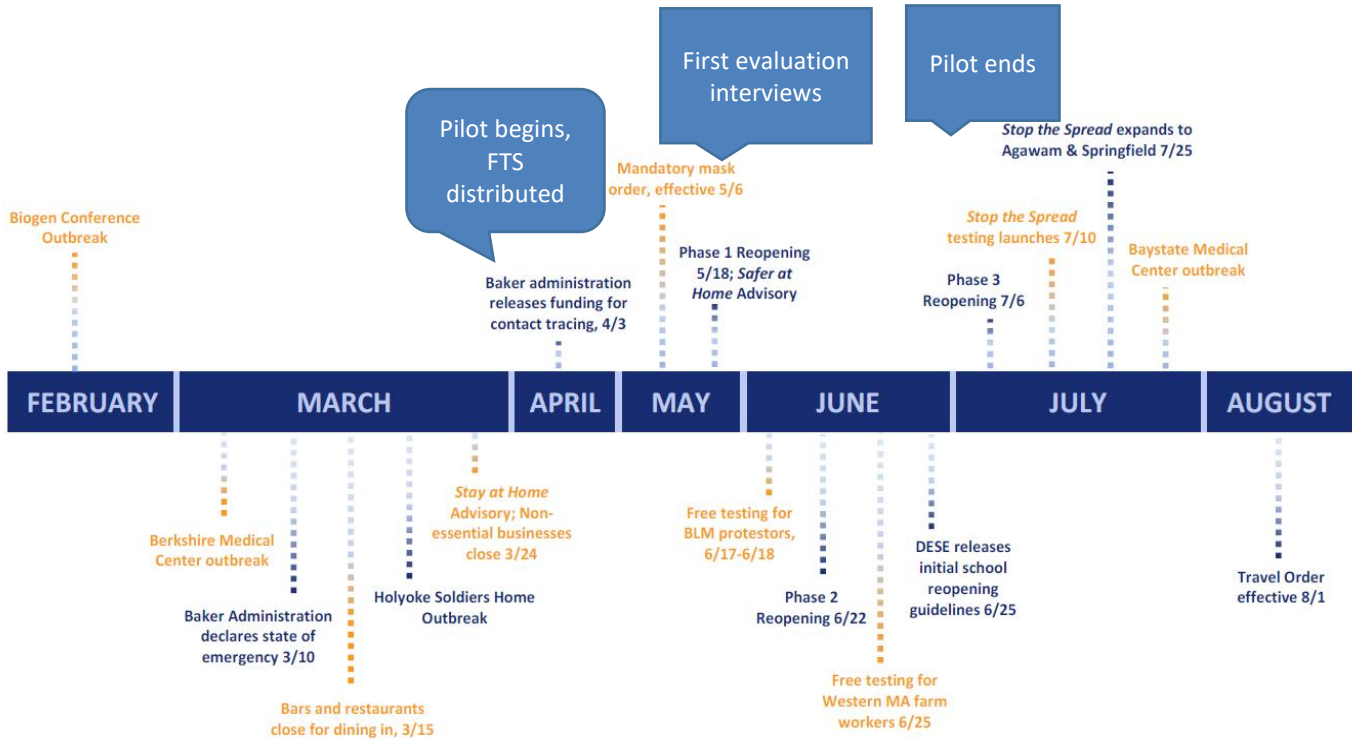 Pilot begins,
FTS
distributed
First evaluation
interviews
Pilot ends
Biogen Conference
Outbreak
Baker administration
releases funding for
contact tracing, 4/3
Mandatory mask
order, effective 5/6
Phase 1 Reopening
5/18; Safer at
Home Advisory
Phase 3
Reopening 7/6
Stop the Spread
testing launches 7/10
Stop the Spread expands to
Agawam & Springfield 7/25
Baystate Medical
Center outbreak
FEBRUARY
MARCH
APRIL
MAY
JUNE
JULY
AUGUST
Berkshire Medical
Center outbreak
Baker Administration
declares state of
emergency 3/10
Bars and restaurants
close for dining in, 3/15
Holyoke Soldiers Home
Outbreak
Stay at Home
Advisory; Non-
essential businesses
close 3/24
Free testing for
BLM protestors,
6/17-6/18
Phase 2
Reopening 6/22
Free testing for
Western MA farm
workers 6/25
DESE releases
initial school
reopening
guidelines 6/25
Travel Order
effective 8/1